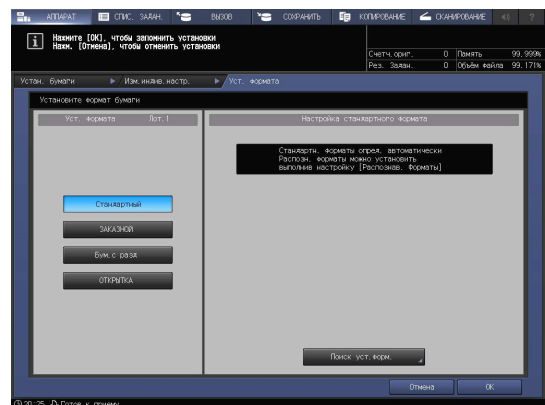 АППАРАТ
СПИС. ЗАДАН.
ВЫЗОВ
СОХРАНИТЬ
КОПИРОВАНИЕ
СКАНИРОВАНИЕ
?
Нажмите [OK], чтобы запомнить установки
Нажм. [Отмена], чтобы отменить установки
Счетч.ориг. 0 Память 99.999%
Рез. Задан. 0 Объём файла 99.171%
Устан. бумаги
Изм.индив.настр.
Уст. формата
Установите формат бумаги
Уст. формата Лот.1
Настройка стандартного формата
Стандартн. форматы опрел. автоматически
Распозн. форматы можно установить
выполнив настройку [Распознав. Форматы]
Стандартный
ЗАКАЗНОЙ
Бум.с разд
ОТКРЫТКА
Поиск уст.форм.
Отмена
OK
20:25 Готов к приему